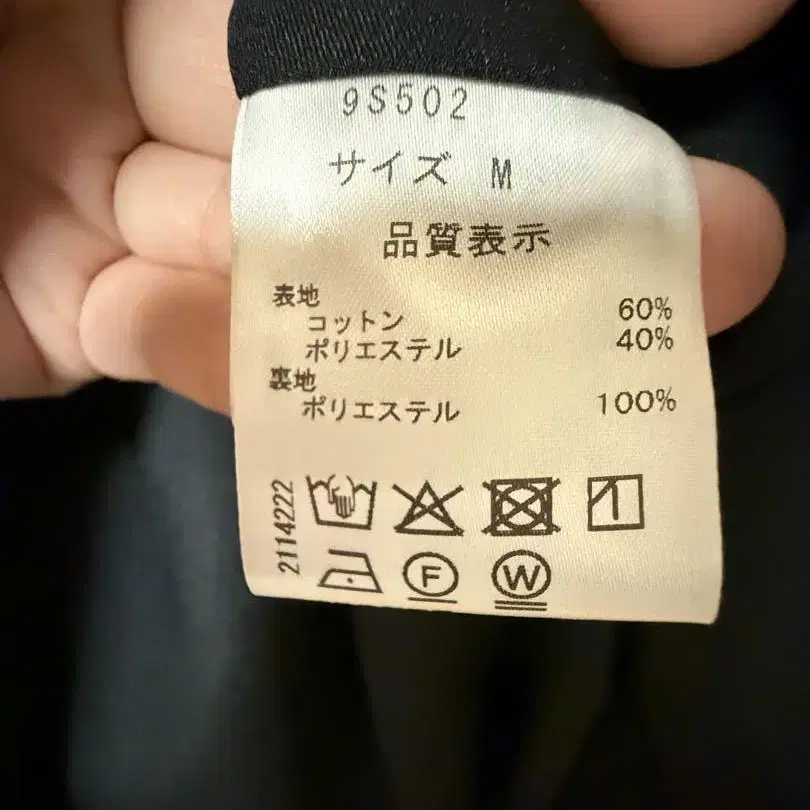 9S502
サイズ M
品質表示
表地
コットン 60%
ポリエステル 40%
裏地
ポリエステル 100%
2114222
F W